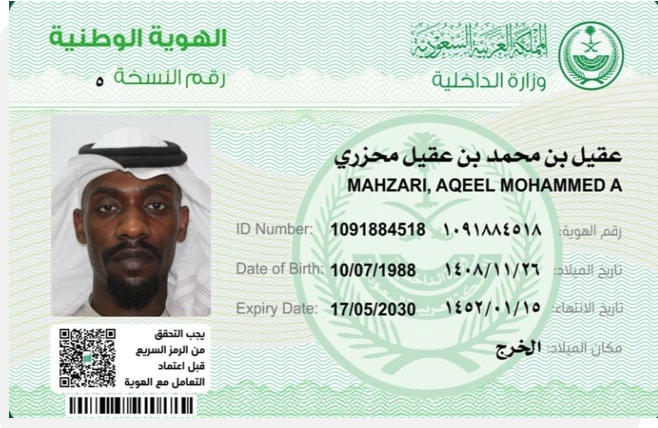 الهوية الوطنية
رقم النسخة ٥
المملكة العربية السعودية
وزارة الداخلية
عقيل بن محمد بن عقيل محزري
MAHZARI, AQEEL MOHAMMED A
ID Number: 1091884518 ١٠٩١٨٨٤٥١٨ رقم الهوية:
Date of Birth: 10/07/1988 ١٤٠٨/١١/٢٦ تاريخ الميلاد:
Expiry Date: 17/05/2030 ١٤٥٢/٠١/١٥ تاريخ الانتهاء:
مكان الميلاد: الخرج
يجب التحقق
من الرمز السريع
قبل اعتماد
التعامل مع الهوية